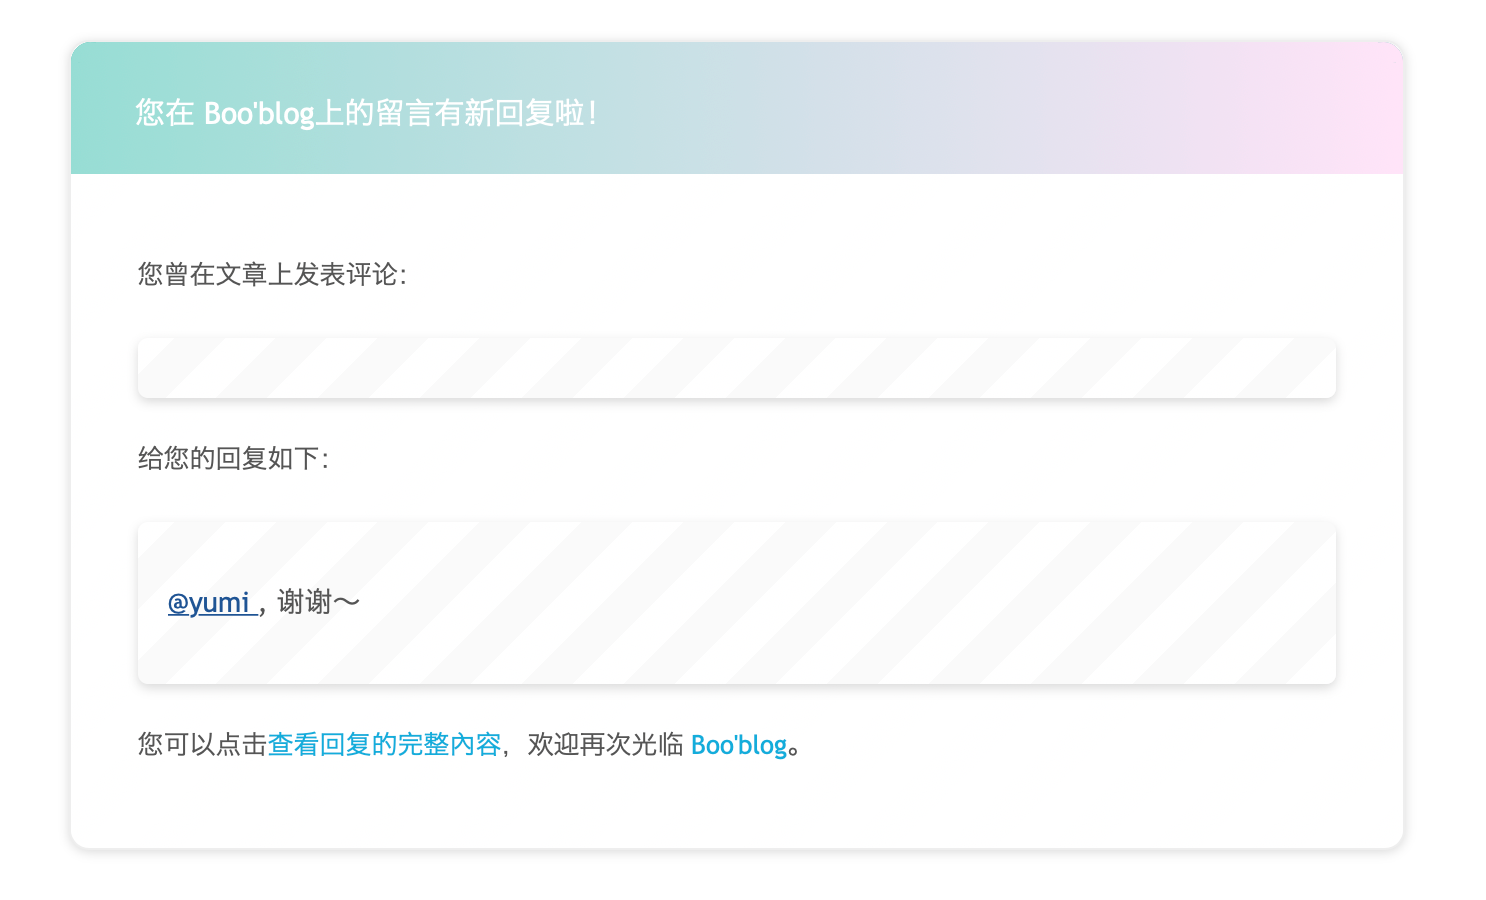 您在 Boo'blog上的留言有新回复啦！
您曾在文章上发表评论：
给您的回复如下：
@yumi , 谢谢～
您可以点击查看回复的完整內容，欢迎再次光临 Boo'blog。